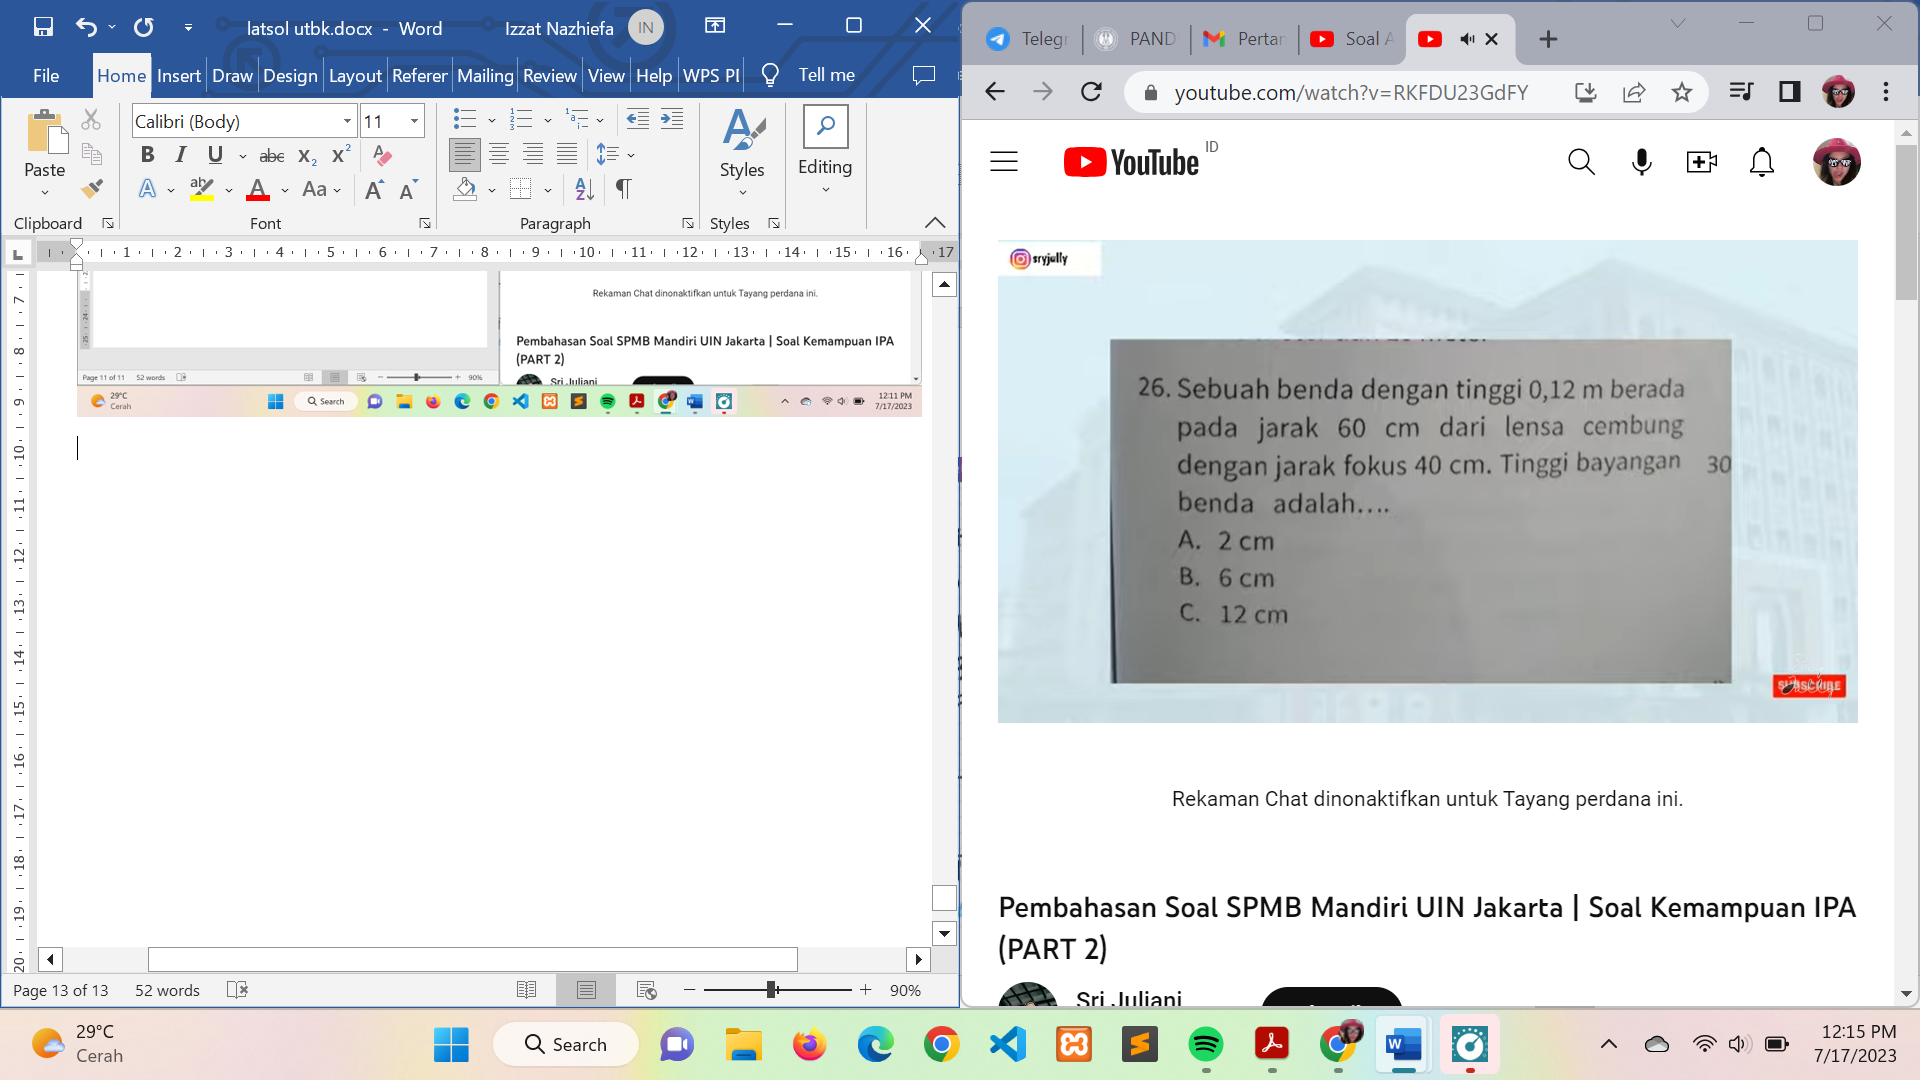 latsol utbk.docx - Word
Izzat Nazhiefa
IN
File
Home
Insert
Draw
Design
Layout
Referer
Mailing
Review
View
Help
WPS
Tell me
Paste
Calibri (Body)
11
Styles
Editing
Clipboard
Font
Paragraph
Styles
Rekaman Chat dinonaktifkan untuk Tayang perdana ini.
Pembahasan Soal SPMB Mandiri UIN Jakarta | Soal Kemampuan IPA
(PART 2)
Sri Juliani
Page 11 of 11
52 words
90%
29°C
Cerah
Search
12:11 PM
7/17/2023
Page 13 of 13
52 words
90%
Telegr
PAND
Pertan
Soal A
youtube.com/watch?v=RKFDU23GdFY
YouTube ID
sryjully
26. Sebuah benda dengan tinggi 0,12 m berada
pada jarak 60 cm dari lensa cembung
dengan jarak fokus 40 cm. Tinggi bayangan 30
benda adalah....
A. 2 cm
B. 6 cm
C. 12 cm
SUBSCRIBE
Rekaman Chat dinonaktifkan untuk Tayang perdana ini.
Pembahasan Soal SPMB Mandiri UIN Jakarta | Soal Kemampuan IPA
(PART 2)
Sri Juliani
29°C
Cerah
Search
12:15 PM
7/17/2023